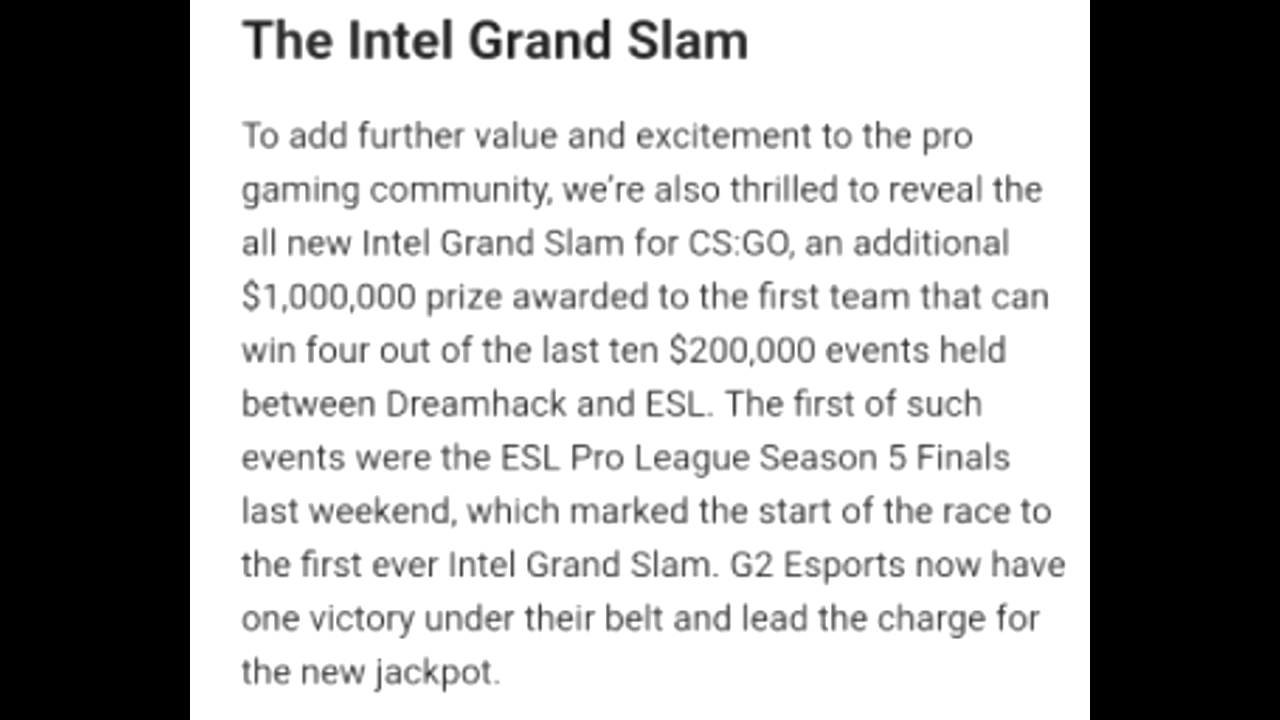 The Intel Grand Slam
To add further value and excitement to the pro
gaming community, we’re also thrilled to reveal the
all new Intel Grand Slam for CS:GO, an additional
$1,000,000 prize awarded to the first team that can
win four out of the last ten $200,000 events held
between Dreamhack and ESL. The first of such
events were the ESL Pro League Season 5 Finals
last weekend, which marked the start of the race to
the first ever Intel Grand Slam. G2 Esports now have
one victory under their belt and lead the charge for
the new jackpot.